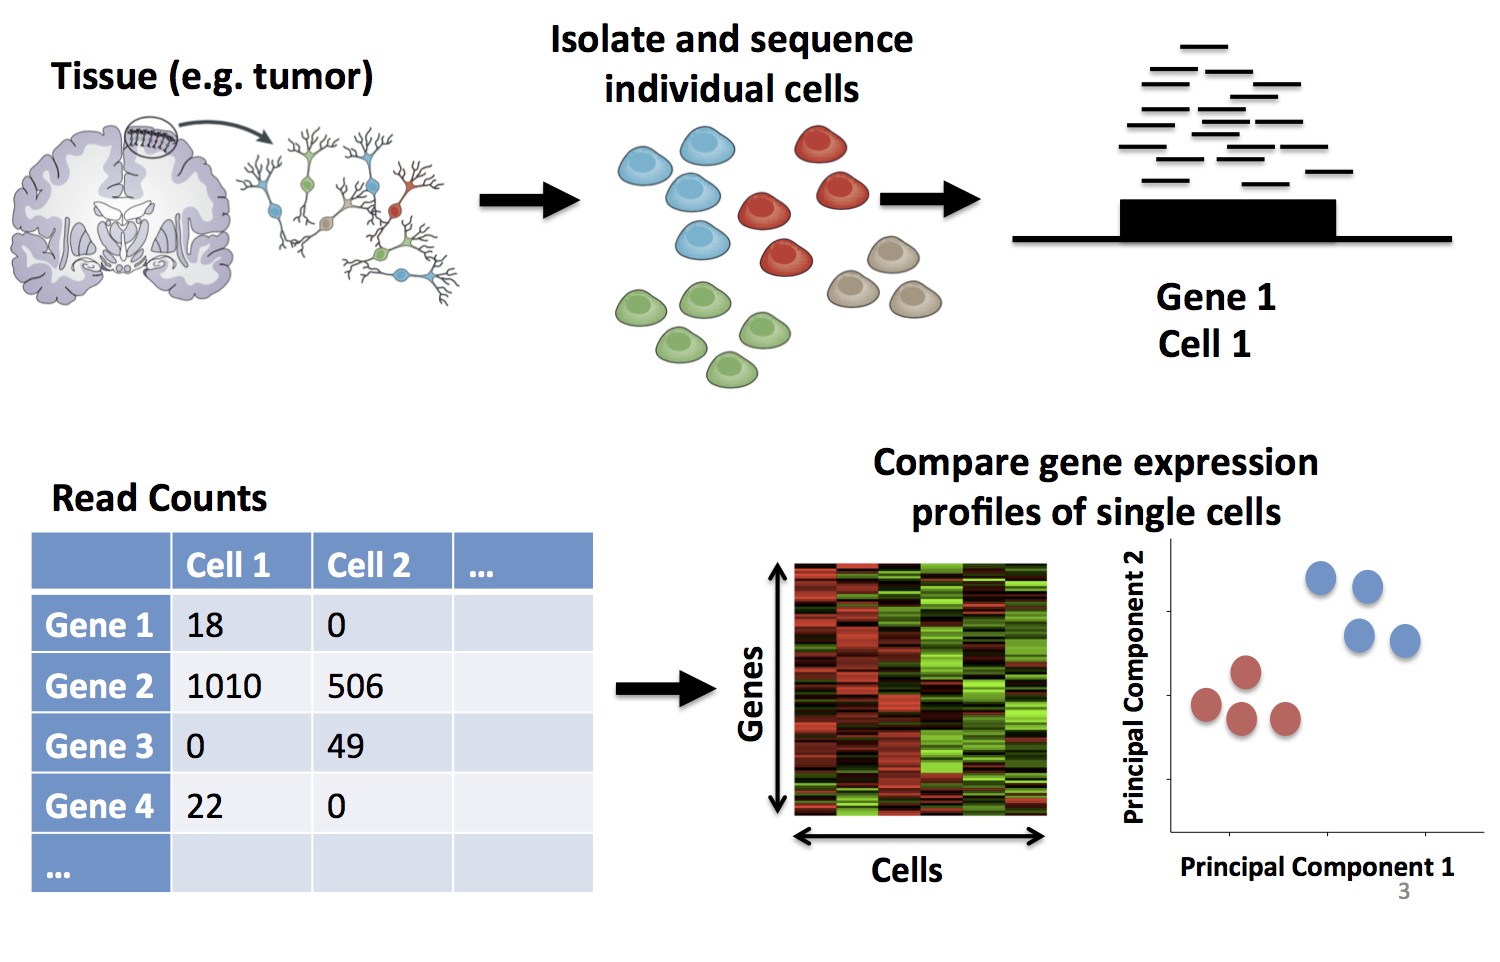 Tissue (e.g. tumor)
Isolate and sequence
individual cells
Gene 1
Cell 1
Read Counts
Cell 1 Cell 2 ...
Gene 1 18 0
Gene 2 1010 506
Gene 3 0 49
Gene 4 22 0
...
Compare gene expression
profiles of single cells
Genes
Cells
Principal Component 2
Principal Component 1
3